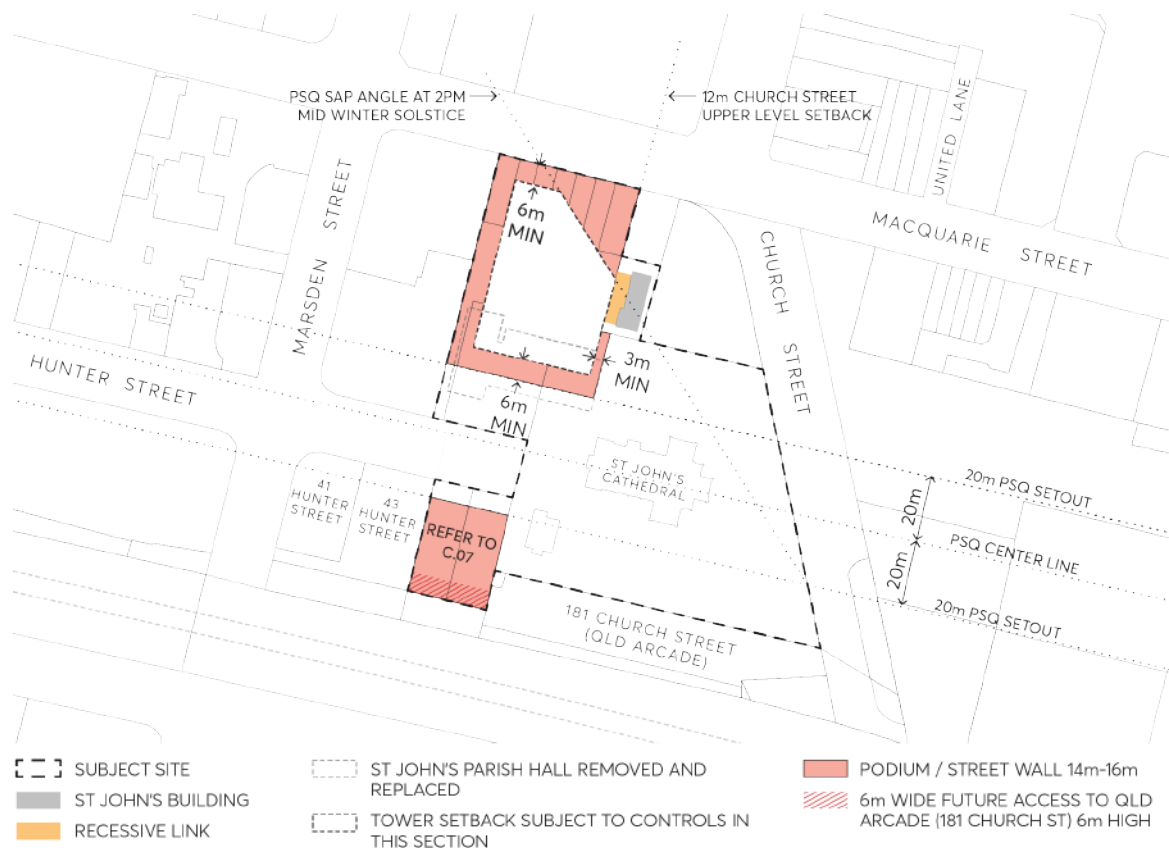 PSQ SAP ANGLE AT 2PM
MID WINTER SOLSTICE
12m CHURCH STREET
UPPER LEVEL SETBACK
UNITED LANE
MARSDEN STREET
6m
MIN
MACQUARIE STREET
CHURCH STREET
HUNTER STREET
3m
MIN
6m
MIN
ST JOHN'S
CATHEDRAL
41
HUNTER
STREET
43
HUNTER
STREET
REFER TO
C.07
20m PSQ SETOUT
20m
PSQ CENTER LINE
20m
20m PSQ SETOUT
181 CHURCH STREET
(QLD ARCADE)
SUBJECT SITE
ST JOHN'S BUILDING
RECESSIVE LINK
ST JOHN'S PARISH HALL REMOVED AND
REPLACED
TOWER SETBACK SUBJECT TO CONTROLS IN
THIS SECTION
PODIUM / STREET WALL 14m-16m
6m WIDE FUTURE ACCESS TO QLD
ARCADE (181 CHURCH ST) 6m HIGH